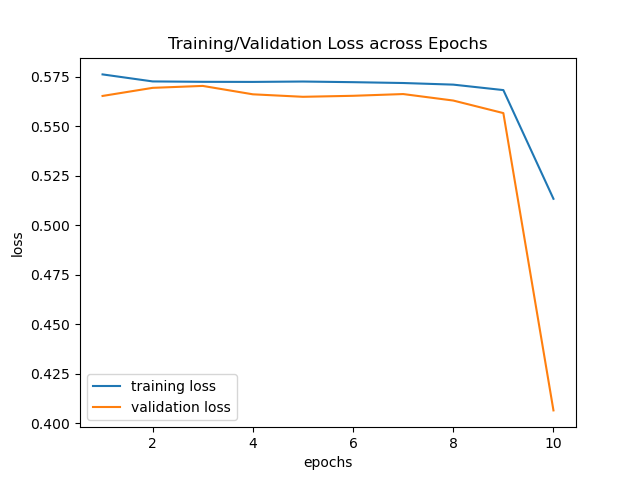 Training/Validation Loss across Epochs
loss
0.575
0.550
0.525
0.500
0.475
0.450
0.425
0.400
training loss
validation loss
2
4
6
8
10
epochs